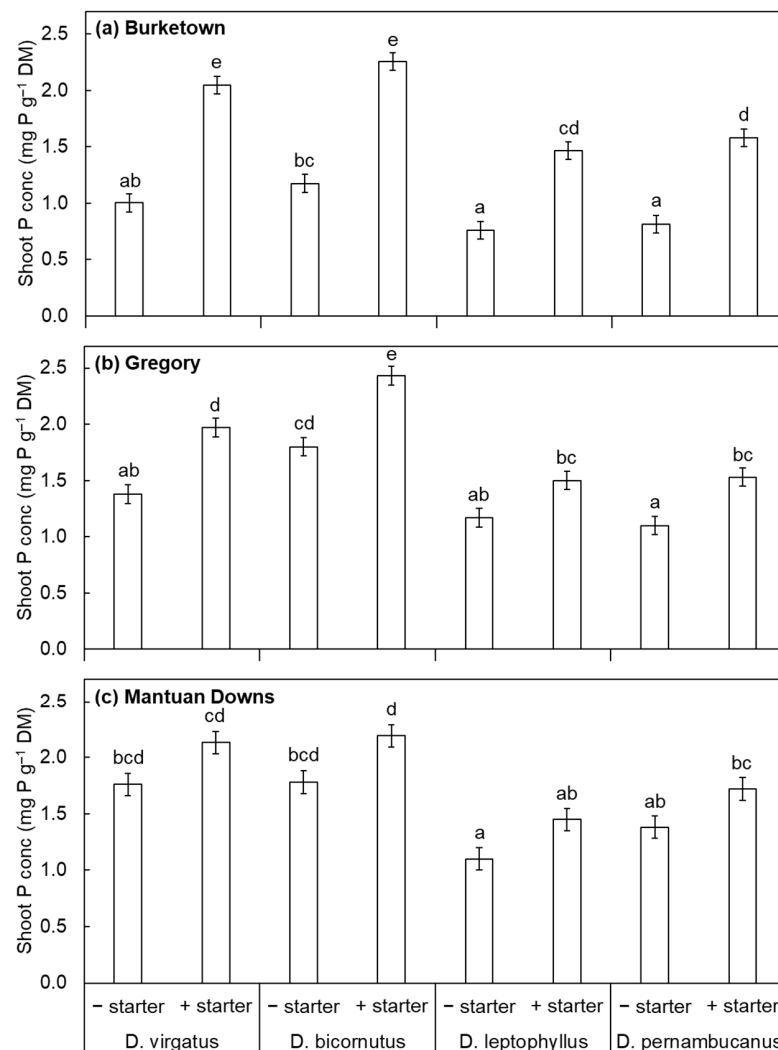 (a) Burketown
Shoot P conc (mg P g⁻¹ DM)
2.5
2.0
1.5
1.0
0.5
0.0
ab
e
bc
e
a
cd
a
d
(b) Gregory
Shoot P conc (mg P g⁻¹ DM)
2.5
2.0
1.5
1.0
0.5
0.0
ab
d
cd
e
ab
bc
a
bc
(c) Mantuan Downs
Shoot P conc (mg P g⁻¹ DM)
2.5
2.0
1.5
1.0
0.5
0.0
bcd
cd
bcd
d
a
ab
ab
bc
− starter + starter − starter + starter − starter + starter − starter + starter
D. virgatus D. bicornutus D. leptophyllus D. pernambucanus